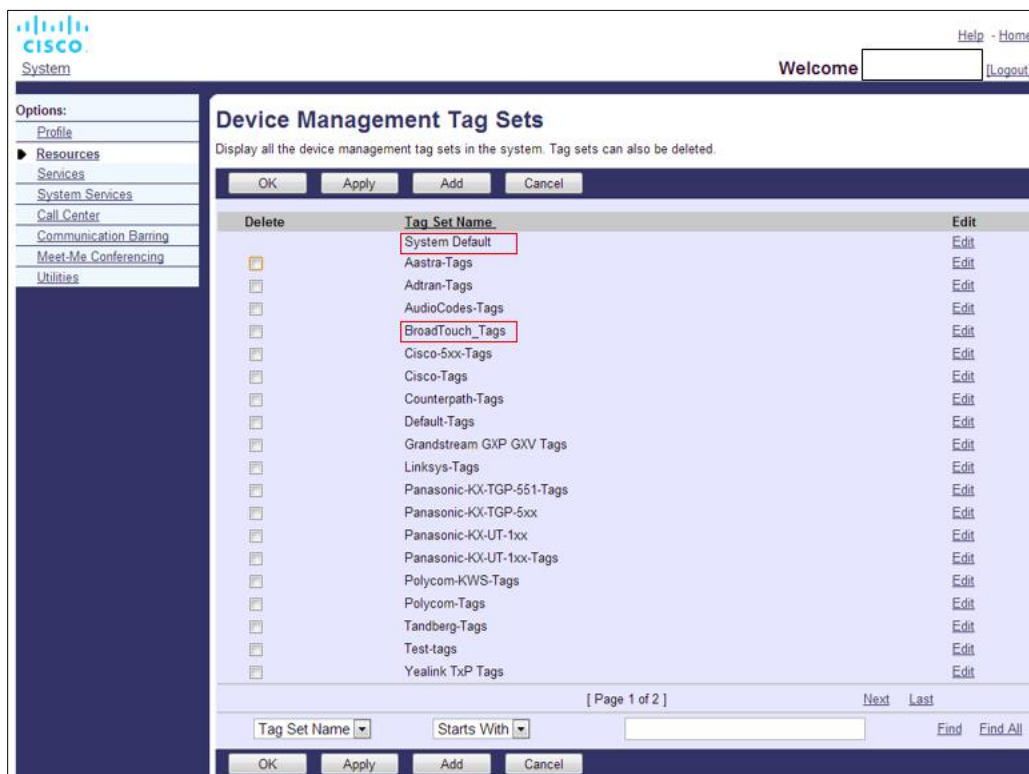 CISCO
Help - Home
System
Welcome [Logout]
Options:
Profile
Resources
Services
System Services
Call Center
Communication Barring
Meet-Me Conferencing
Utilities
Device Management Tag Sets
Display all the device management tag sets in the system. Tag sets can also be deleted.
OK Apply Add Cancel
Delete Tag Set Name Edit
System Default Edit
Aastra-Tags Edit
Adtran-Tags Edit
AudioCodes-Tags Edit
BroadTouch_Tags Edit
Cisco-5xx-Tags Edit
Cisco-Tags Edit
Counterpath-Tags Edit
Default-Tags Edit
Grandstream GXP GXV Tags Edit
Linksys-Tags Edit
Panasonic-KX-TGP-551-Tags Edit
Panasonic-KX-TGP-5xx Edit
Panasonic-KX-UT-1xx Edit
Panasonic-KX-UT-1xx-Tags Edit
Polycom-KWS-Tags Edit
Polycom-Tags Edit
Tandberg-Tags Edit
Test-tags Edit
Yealink TxP Tags Edit
[ Page 1 of 2 ] Next Last
Tag Set Name Starts With Find Find All
OK Apply Add Cancel